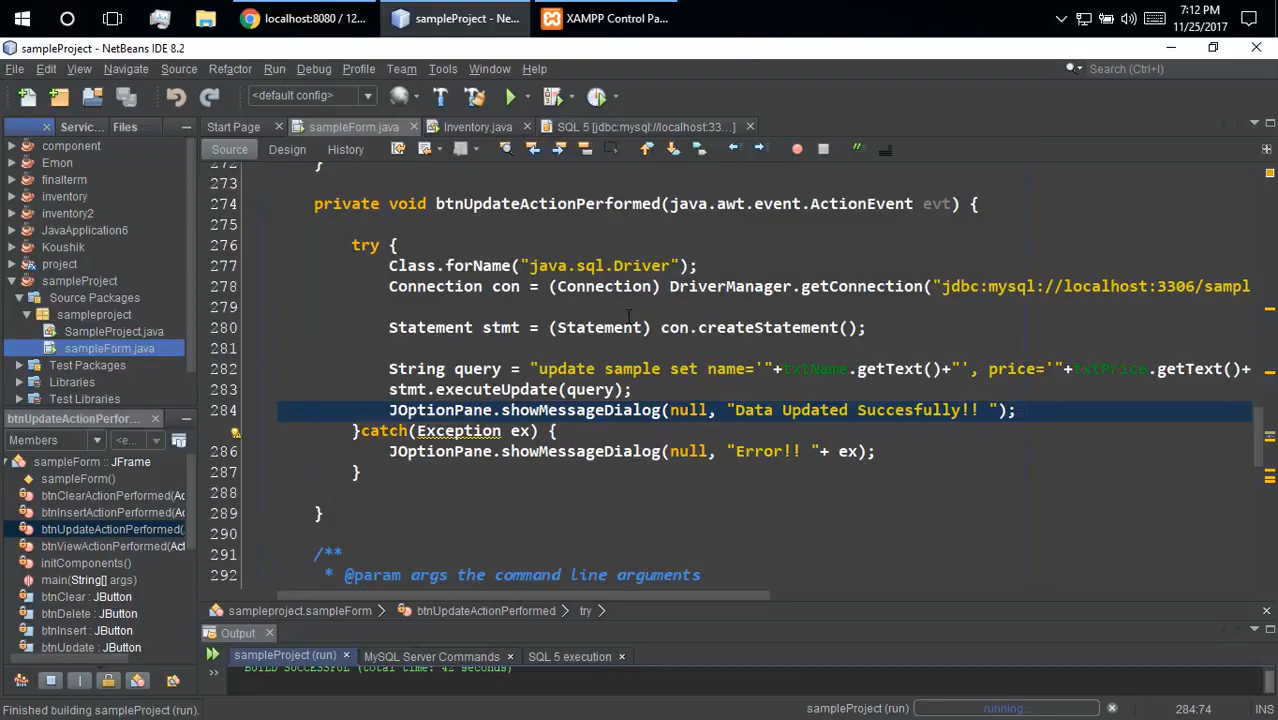 localhost:8080 / 12...
sampleProject - Ne...
XAMPP Control Pa...
7:12 PM
11/25/2017
sampleProject - NetBeans IDE 8.2
File Edit View Navigate Source Refactor Run Debug Profile Team Tools Window Help
Search (Ctrl+I)
<default config>
Servic... Files
Start Page
sampleForm.java
Inventory.java
SQL 5 [jdbc:mysql://localhost:33...]
Source Design History
component
Emon
finalterm
inventory
inventory2
JavaApplication6
Koushik
project
sampleProject
Source Packages
sampleproject
SampleProject.java
sampleForm.java
Test Packages
Libraries
Test Libraries
272 }
273
274 private void btnUpdateActionPerformed(java.awt.event.ActionEvent evt) {
275
276 try {
277 Class.forName("java.sql.Driver");
278 Connection con = (Connection) DriverManager.getConnection("jdbc:mysql://localhost:3306/sampl
279
280 Statement stmt = (Statement) con.createStatement();
281
282 String query = "update sample set name='"+txtName.getText()+"', price='"+txtPrice.getText()+
283 stmt.executeUpdate(query);
284 JOptionPane.showMessageDialog(null, "Data Updated Succesfully!! ");
}catch(Exception ex) {
286 JOptionPane.showMessageDialog(null, "Error!! "+ ex);
287 }
288
289 }
290
291 /**
292 * @param args the command line arguments
btnUpdateActionPerfor...
Members
<e...
sampleForm :: JFrame
sampleForm()
btnClearActionPerformed(Ac
btnInsertActionPerformed(Ac
btnUpdateActionPerformed(
btnViewActionPerformed(Act
initComponents()
main(String[] args)
btnClear : JButton
btnDelete : JButton
btnInsert : JButton
btnUpdate : JButton
sampleproject.sampleForm
btnUpdateActionPerformed
try
Output
sampleProject (run)
MySQL Server Commands
SQL 5 execution
BUILD SUCCESSFUL (total time: 42 seconds)
Finished building sampleProject (run).
sampleProject (run)
running...
284:74
INS